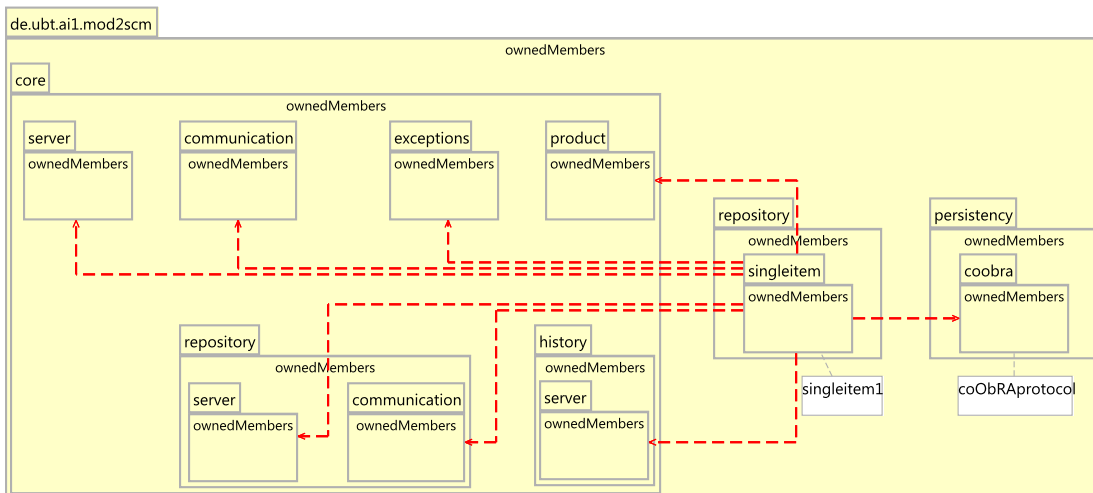 de.ubt.ai1.mod2scm
ownedMembers
core
ownedMembers
server
communication
exceptions
product
ownedMembers
ownedMembers
ownedMembers
ownedMembers
repository
persistency
ownedMembers
ownedMembers
singleitem
coobra
ownedMembers
ownedMembers
repository
history
ownedMembers
ownedMembers
server
communication
server
ownedMembers
ownedMembers
ownedMembers
singleitem1
coObRAprotocol